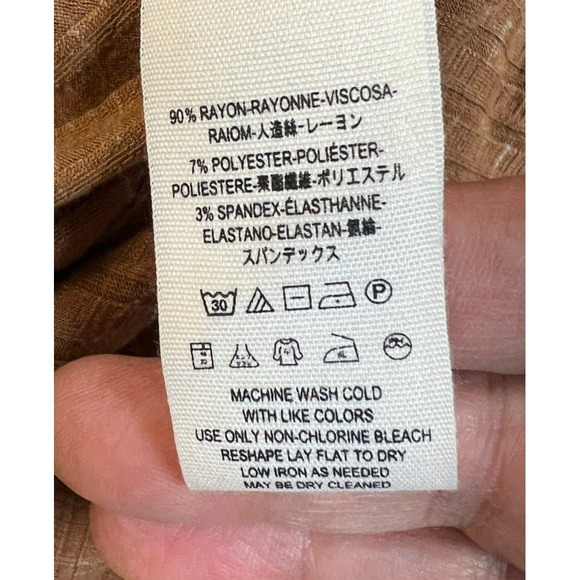 90% RAYON-RAYONNE-VISCOSA-
RAIOM-人造絲-レーヨン
7% POLYESTER-POLIÉSTER-
POLIESTERE-聚酯纖維-ポリエステル
3% SPANDEX-ÉLASTHANNE-
ELASTANO-ELASTAN-氨綸-
スパンデックス
30 P
MACHINE WASH COLD
WITH LIKE COLORS
USE ONLY NON-CHLORINE BLEACH
RESHAPE LAY FLAT TO DRY
LOW IRON AS NEEDED
MAY BE DRY CLEANED